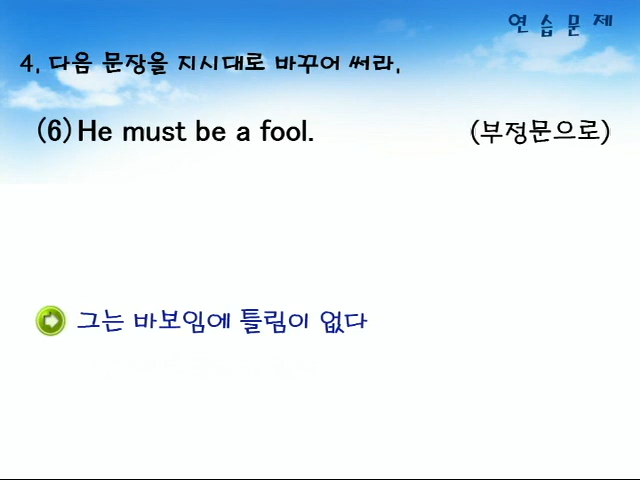 연 습 문 제
4. 다음 문장을 지시대로 바꾸어 써라.
(6) He must be a fool. (부정문으로)
그는 바보임에 틀림이 없다